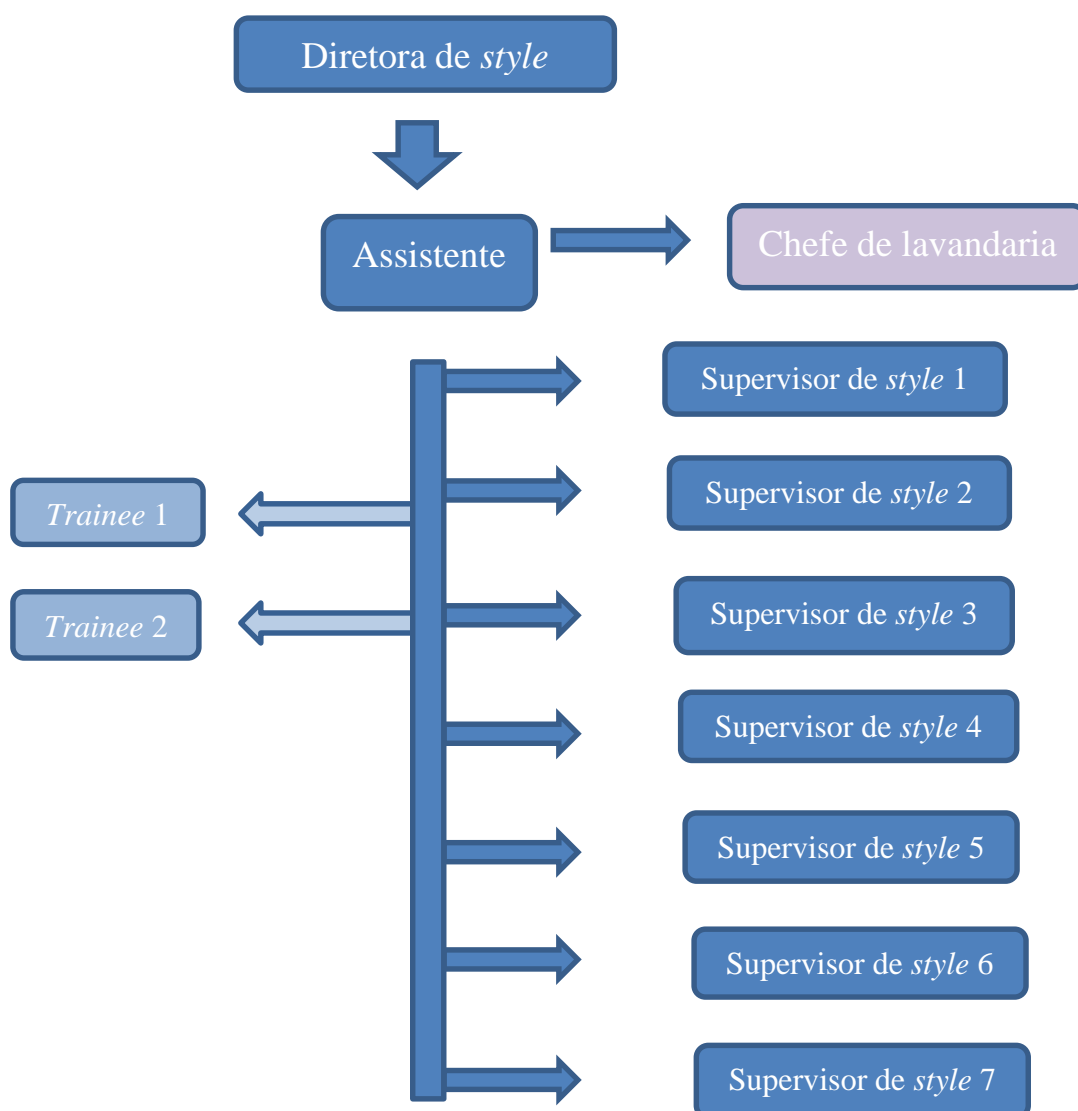 Diretora de style
Assistente
Chefe de lavandaria
Supervisor de style 1
Supervisor de style 2
Trainee 1
Supervisor de style 3
Trainee 2
Supervisor de style 4
Supervisor de style 5
Supervisor de style 6
Supervisor de style 7